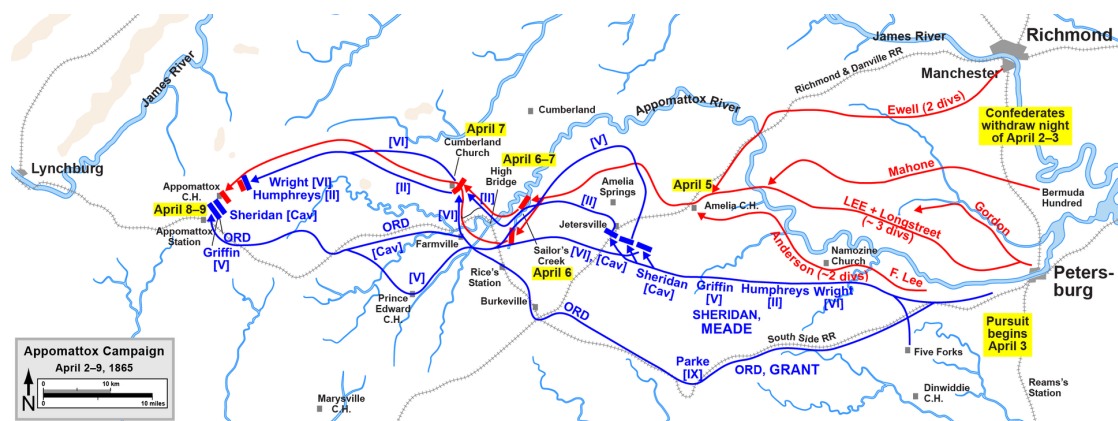 James River
Richmond
James River
Richmond & Danville RR
Manchester
April 7
[VI]
Cumberland
Appomattox River
[V]
Ewell (2 divs)
Confederates
withdraw night
of April 2–3
Cumberland
Church
April 6–7
High
Bridge
Lynchburg
[II]
Mahone
Appomattox
C.H.
Wright [VI]
Humphreys [II]
[II]
Amelia
Springs
April 5
Bermuda
Hundred
April 8–9
Sheridan [Cav]
[VI]
[II]
Amelia C.H.
LEE + Longstreet
(~ 3 divs)
Gordon
Appomattox
Station
ORD
Griffin
[V]
ORD
[Cav]
Farmville
Jetersville
Sailor's
Creek
[VI], [Cav]
Anderson (~2 divs)
Namozine
Church
F. Lee
Peters-
burg
[V]
Rice's
Station
April 6
Sheridan
[Cav]
Griffin
[V]
Humphreys
[II]
Wright
[VI]
Prince
Edward
C.H.
Burkeville
ORD
SHERIDAN,
MEADE
Pursuit
begins
April 3
South Side RR
Five Forks
Parke
[IX]
ORD, GRANT
Reams's
Station
Dinwiddie
C.H.
Marysville
C.H.
Appomattox Campaign
April 2–9, 1865
0
10 km
0
10 miles
N